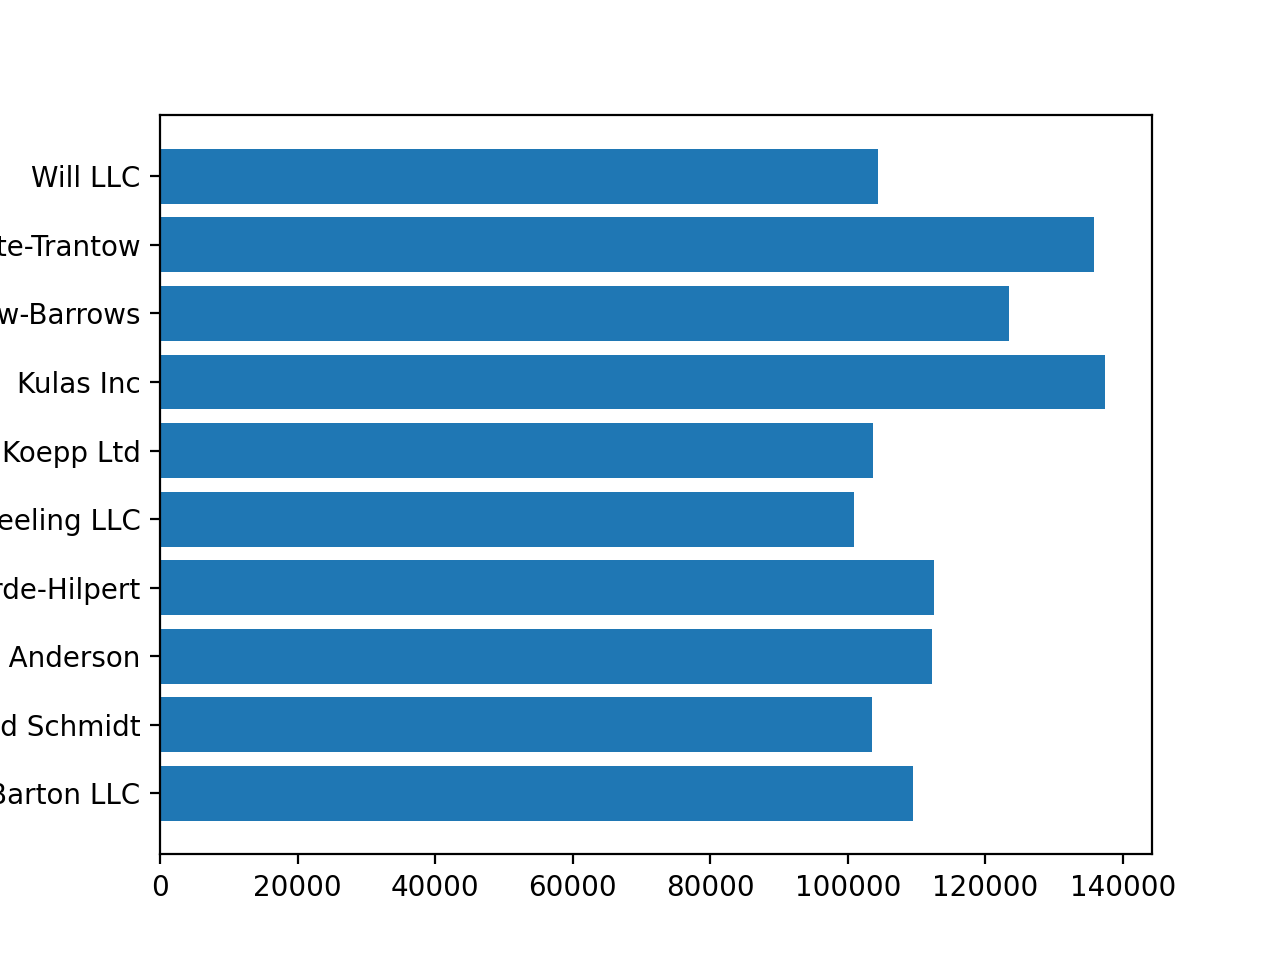 Will LLC
te-Trantow
w-Barrows
Kulas Inc
Koepp Ltd
eeling LLC
rde-Hilpert
Anderson
d Schmidt
Barton LLC
0 20000 40000 60000 80000 100000 120000 140000